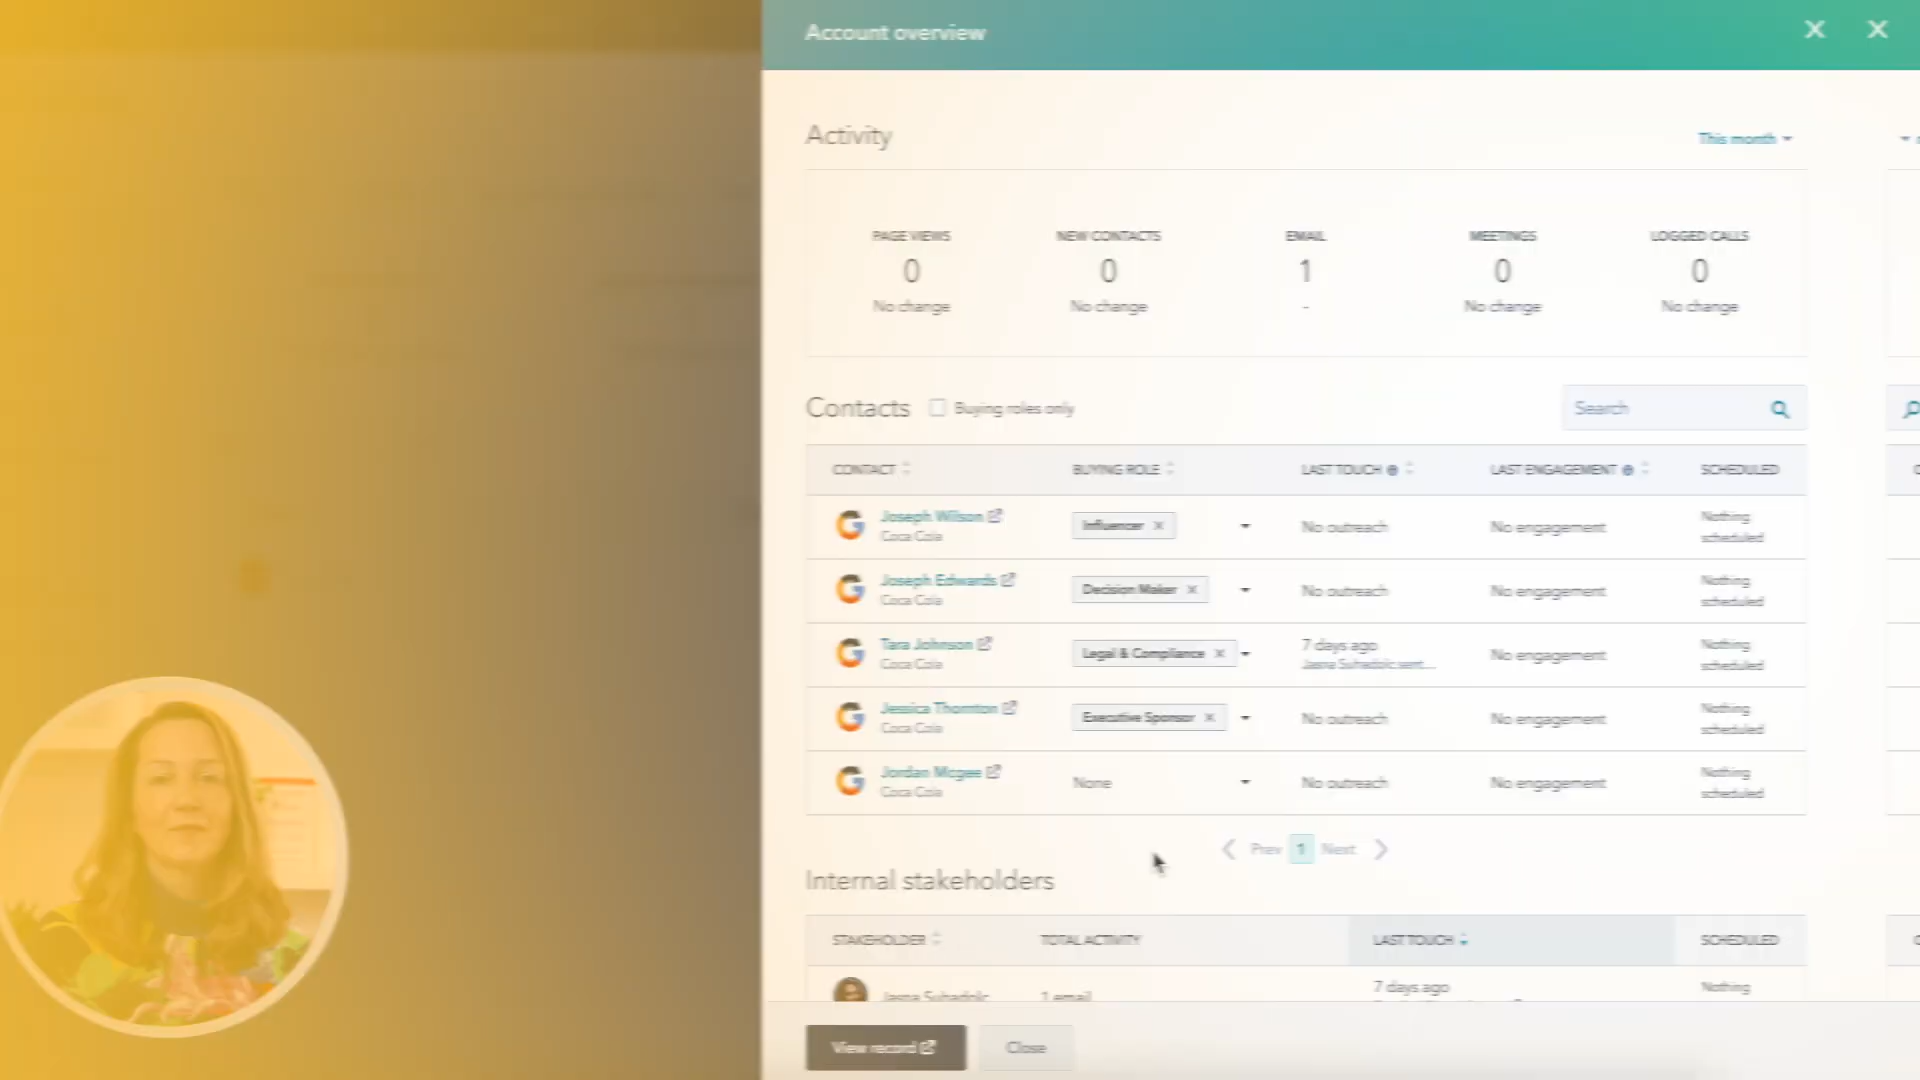 Account overview
Activity
This month
PAGE VIEWS
NEW CONTACTS
EMAIL
MEETINGS
LOGGED CALLS
0
0
1
0
0
No change
No change
-
No change
No change
Contacts
Buying roles only
Search
CONTACT
BUYING ROLE
LAST TOUCH
LAST ENGAGEMENT
SCHEDULED
Joseph Wilson
Coca Cola
Influencer
No outreach
No engagement
Nothing
scheduled
Joseph Edwards
Coca Cola
Decision Maker
No outreach
No engagement
Nothing
scheduled
Tara Johnson
Coca Cola
Legal & Compliance
7 days ago
Jasna Suhadolc sent...
No engagement
Nothing
scheduled
Jessica Thornton
Coca Cola
Executive Sponsor
No outreach
No engagement
Nothing
scheduled
Jordan Mcgee
Coca Cola
None
No outreach
No engagement
Nothing
scheduled
Prev 1 Next
Internal stakeholders
STAKEHOLDER
TOTAL ACTIVITY
LAST TOUCH
SCHEDULED
Jasna Suhadolc
1 email
7 days ago
Nothing
View record
Close